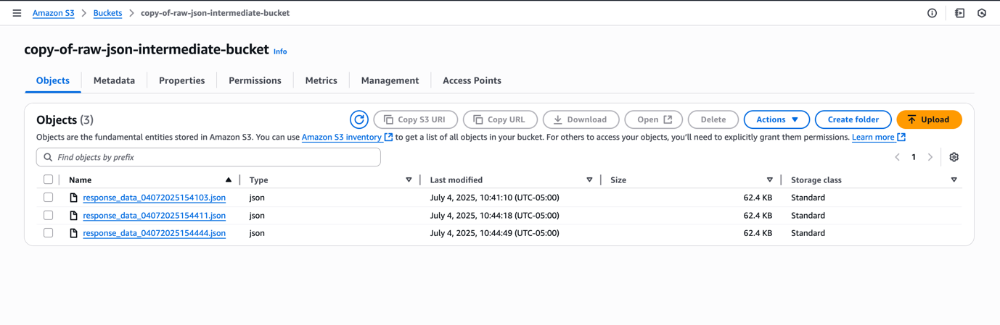 Amazon S3 > Buckets > copy-of-raw-json-intermediate-bucket
copy-of-raw-json-intermediate-bucket Info
Objects Metadata Properties Permissions Metrics Management Access Points
Objects (3) Copy S3 URI Copy URL Download Open Delete Actions Create folder Upload
Objects are the fundamental entities stored in Amazon S3. You can use Amazon S3 inventory to get a list of all objects in your bucket. For others to access your objects, you'll need to explicitly grant them permissions. Learn more
Find objects by prefix 1
Name Type Last modified Size Storage class
response_data_04072025154103.json json July 4, 2025, 10:41:10 (UTC-05:00) 62.4 KB Standard
response_data_04072025154411.json json July 4, 2025, 10:44:18 (UTC-05:00) 62.4 KB Standard
response_data_04072025154444.json json July 4, 2025, 10:44:49 (UTC-05:00) 62.4 KB Standard